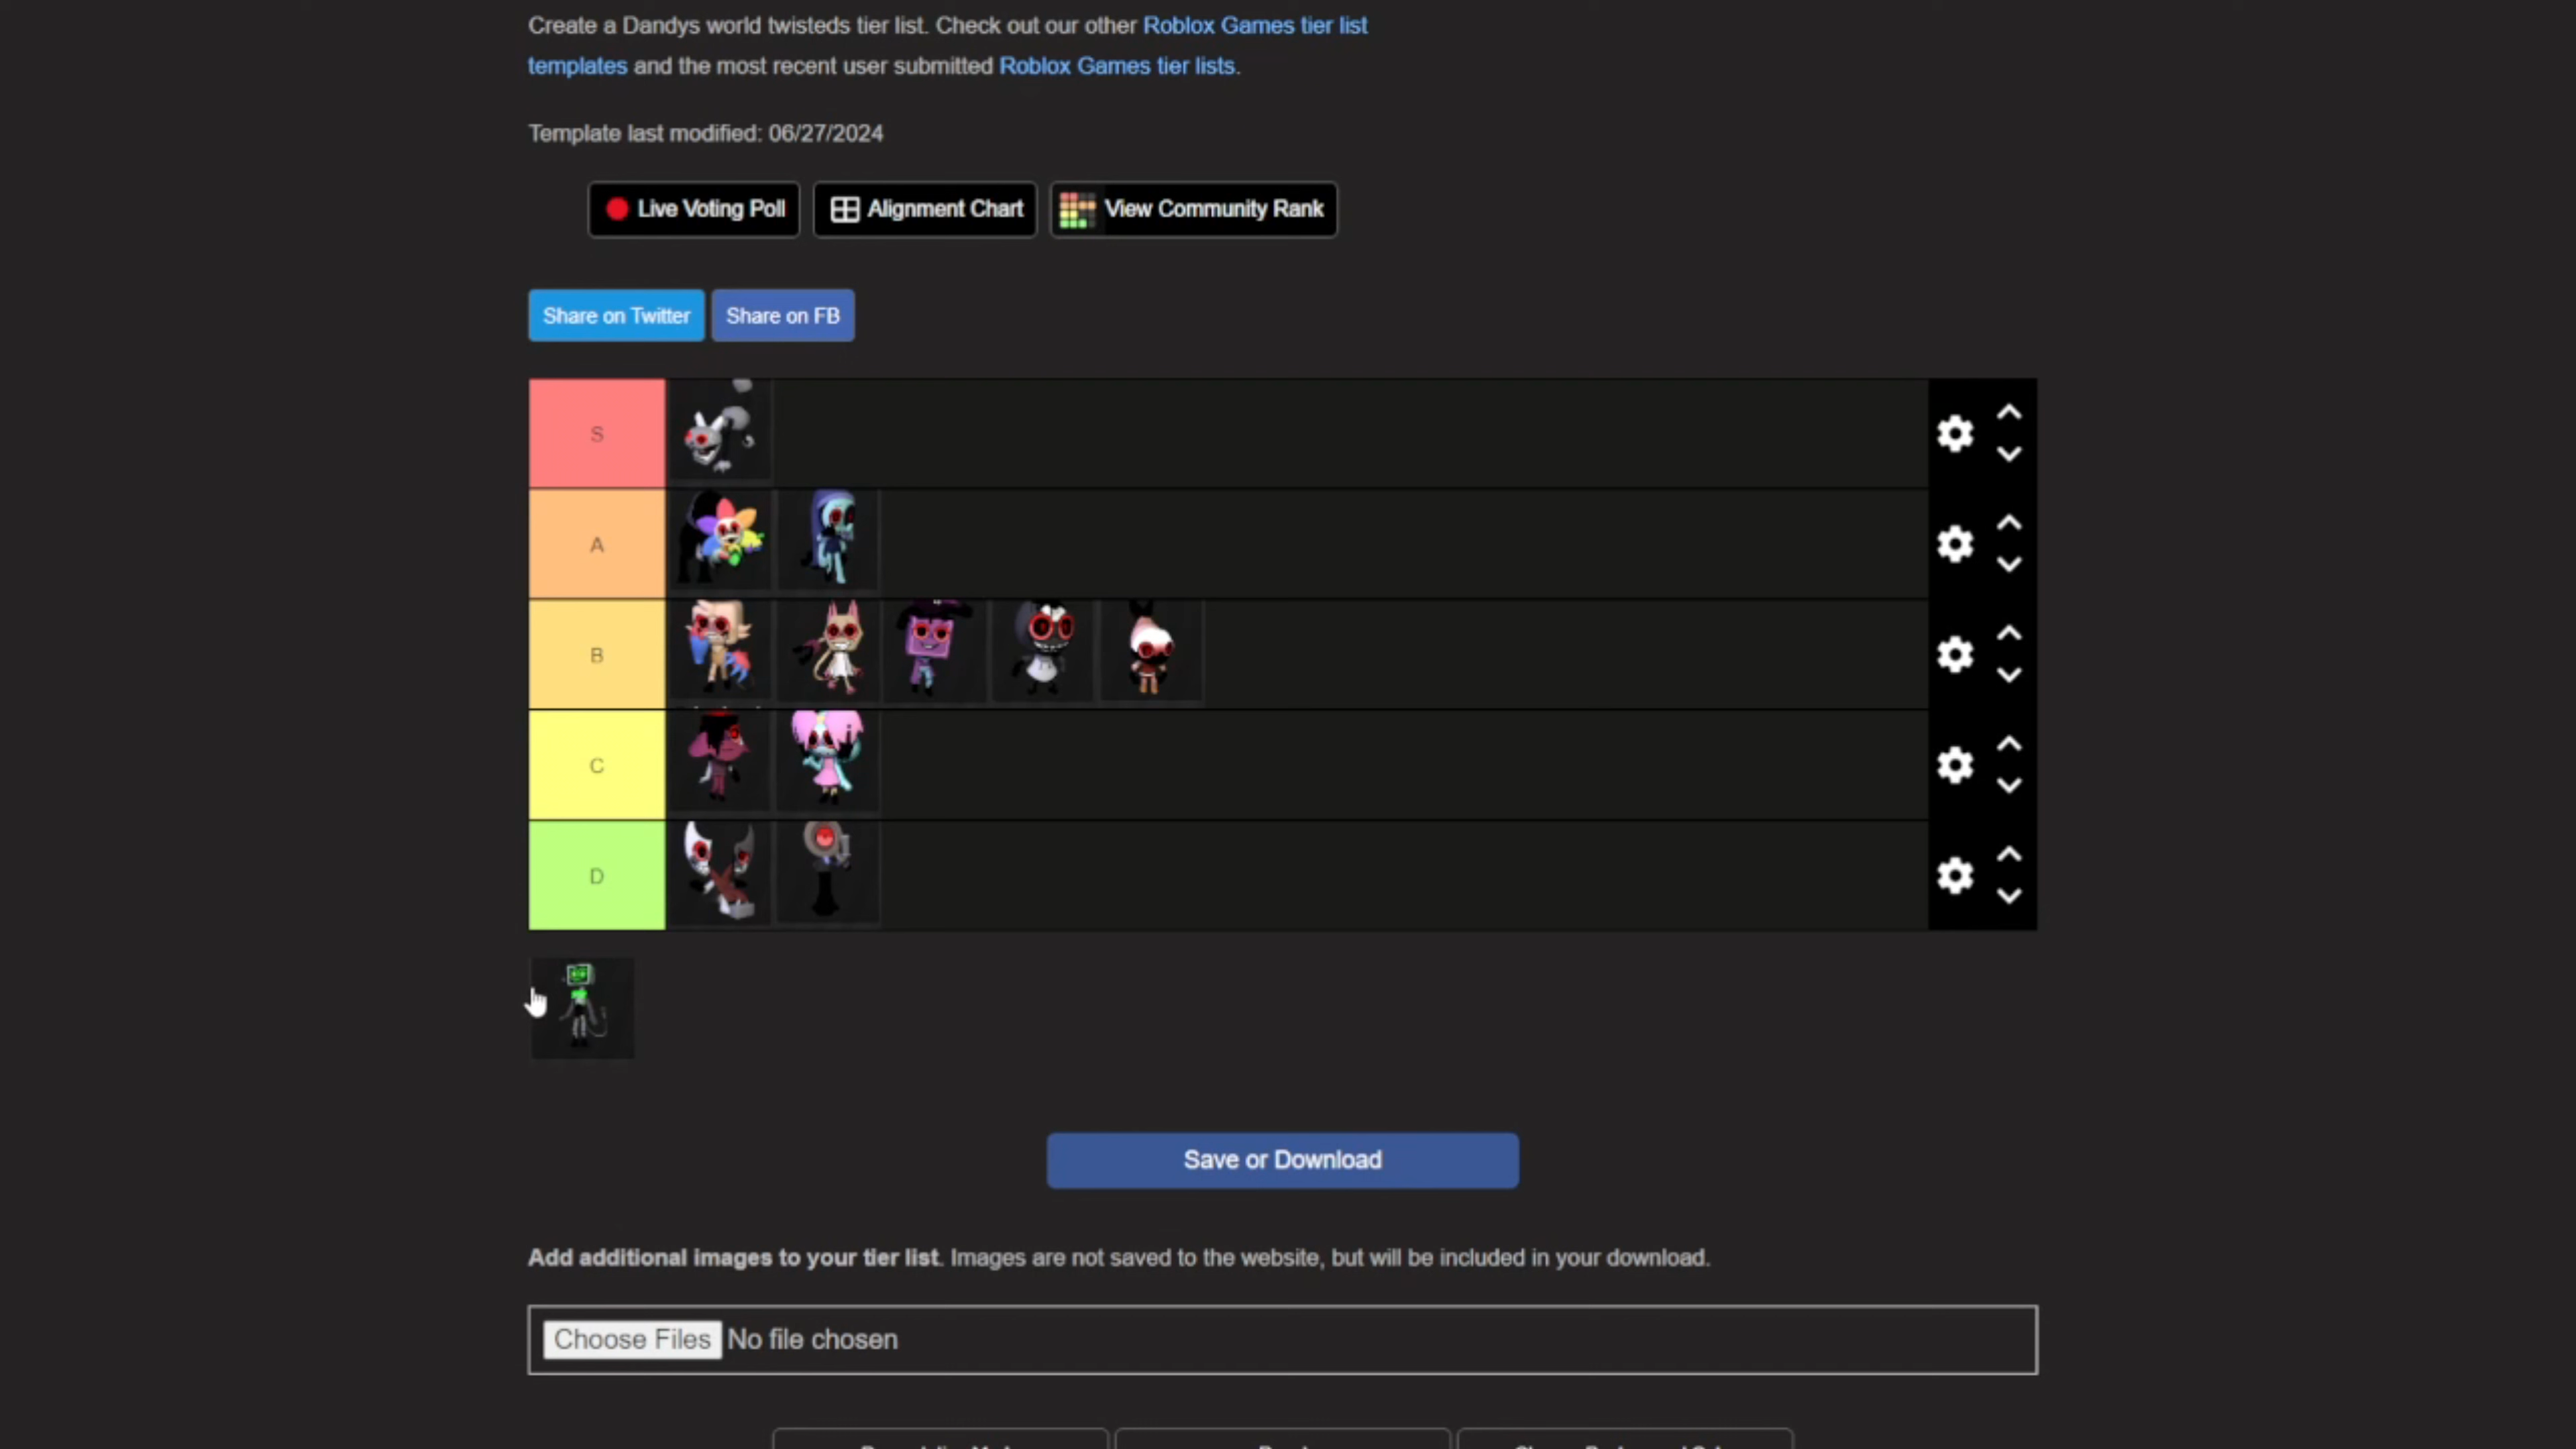 Create a Dandys world twisteds tier list. Check out our other Roblox Games tier list
templates and the most recent user submitted Roblox Games tier lists.
Template last modified: 06/27/2024
Live Voting Poll
Alignment Chart
View Community Rank
Share on Twitter
Share on FB
S
A
B
C
D
Save or Download
Add additional images to your tier list. Images are not saved to the website, but will be included in your download.
Choose Files No file chosen